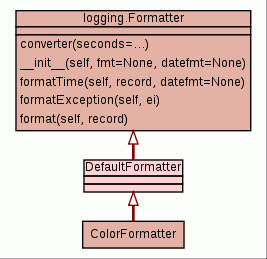 logging.Formatter
converter(seconds=...)
__init__(self, fmt=None, datefmt=None)
formatTime(self, record, datefmt=None)
formatException(self, ei)
format(self, record)
DefaultFormatter
ColorFormatter